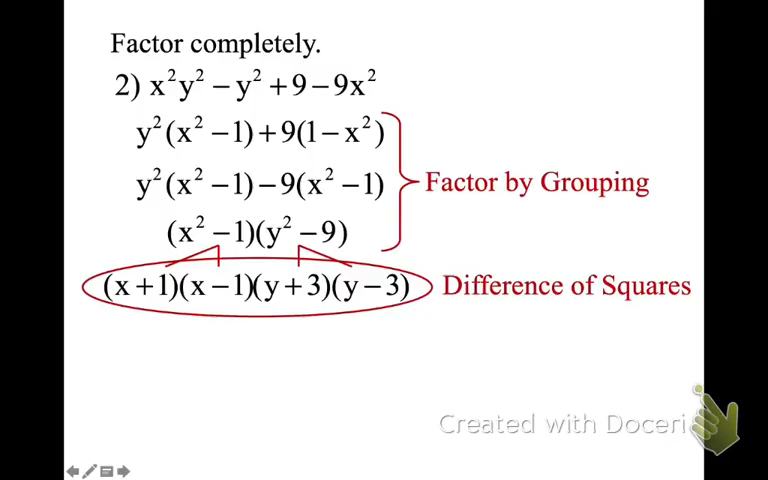 Factor completely.
2) x²y² − y² + 9 − 9x²
y²(x² − 1) + 9(1 − x²)
y²(x² − 1) − 9(x² − 1)
Factor by Grouping
(x² − 1)(y² − 9)
(x + 1)(x − 1)(y + 3)(y − 3)
Difference of Squares
Created with Doceri